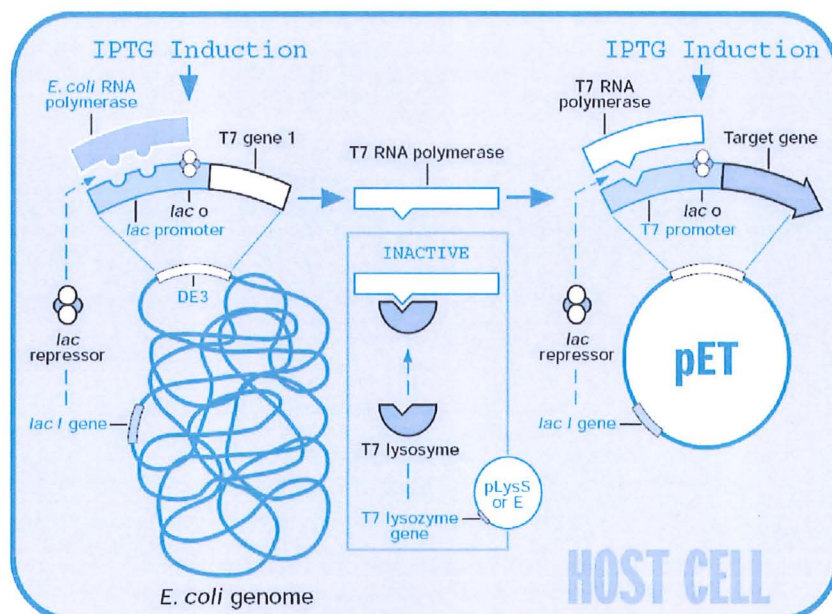 IPTG Induction
E. coli RNA
polymerase
T7 gene 1
lac o
lac promoter
DE3
lac
repressor
lac I gene
E. coli genome
T7 RNA polymerase
INACTIVE
T7 lysosyme
T7 lysozyme
gene
pLysS
or E
IPTG Induction
T7 RNA
polymerase
Target gene
lac o
T7 promoter
lac
repressor
lac I gene
pET
HOST CELL